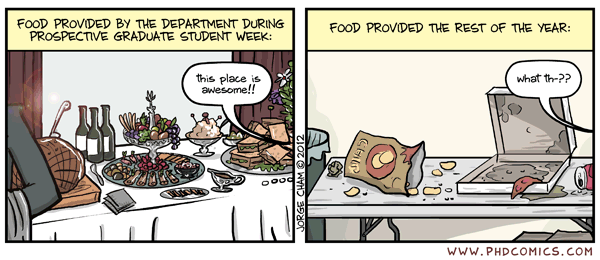 FOOD PROVIDED BY THE DEPARTMENT DURING
PROSPECTIVE GRADUATE STUDENT WEEK:
this place is
awesome!!
JORGE CHAM © 2012
FOOD PROVIDED THE REST OF THE YEAR:
what th-??
CHIPS
WWW.PHDCOMICS.COM